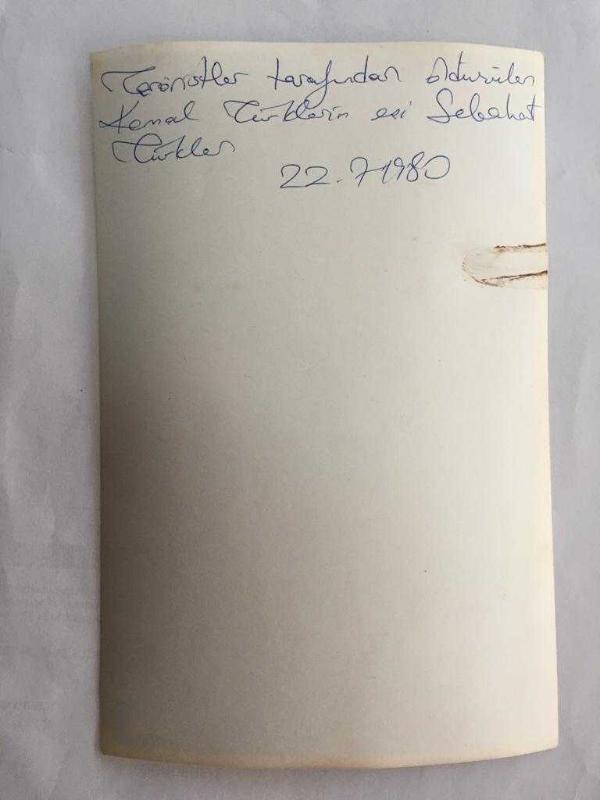 Teröristler tarafından öldürülen
Kemal Türklerin eşi Sebahat
Türkler
22.7.1980